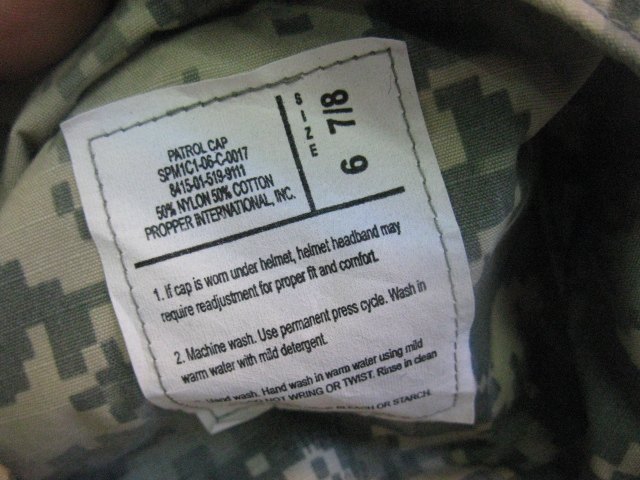 PATROL CAP
SPM1C1-06-C-0017
8415-01-519-9111
50% NYLON 50% COTTON
PROPPER INTERNATIONAL, INC.
SIZE
6 7/8
1. If cap is worn under helmet, helmet headband may
require readjustment for proper fit and comfort.
2. Machine wash. Use permanent press cycle. Wash in
warm water with mild detergent.
wash. Hand wash in warm water using mild
NOT WRING OR TWIST. Rinse in clean
OR STARCH.